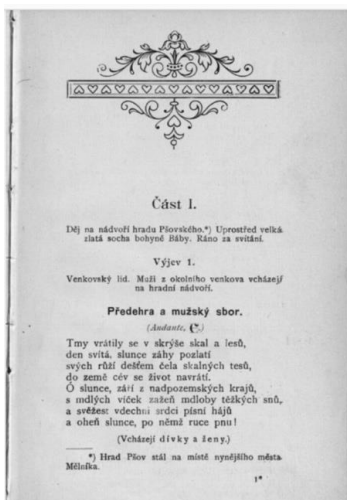 Část I.
Děj na nádvoří hradu Pšovského.*) Uprostřed velká
zlatá socha bohyně Báby. Ráno za svítání.
Výjev 1.
Venkovský lid. Muži z okolního venkova vcházejí
na hradní nádvoří.
Předehra a mužský sbor.
(Andante, C.)
Tmy vrátily se v skrýše skal a lesů,
den svítá, slunce záhy pozlatí
svých růží dešťem čela skalných tesů,
do země cév se život navrátí.
Ó slunce, záři z nadpozemských krajů,
s mdlých víček zažeň mdloby těžkých snů,
a svěžest vdechni srdci písní hájů
a oheň slunce, po němž ruce pnu!
(Vcházejí dívky a ženy.)
*) Hrad Pšov stál na místě nynějšího města
Mělníka.
1*